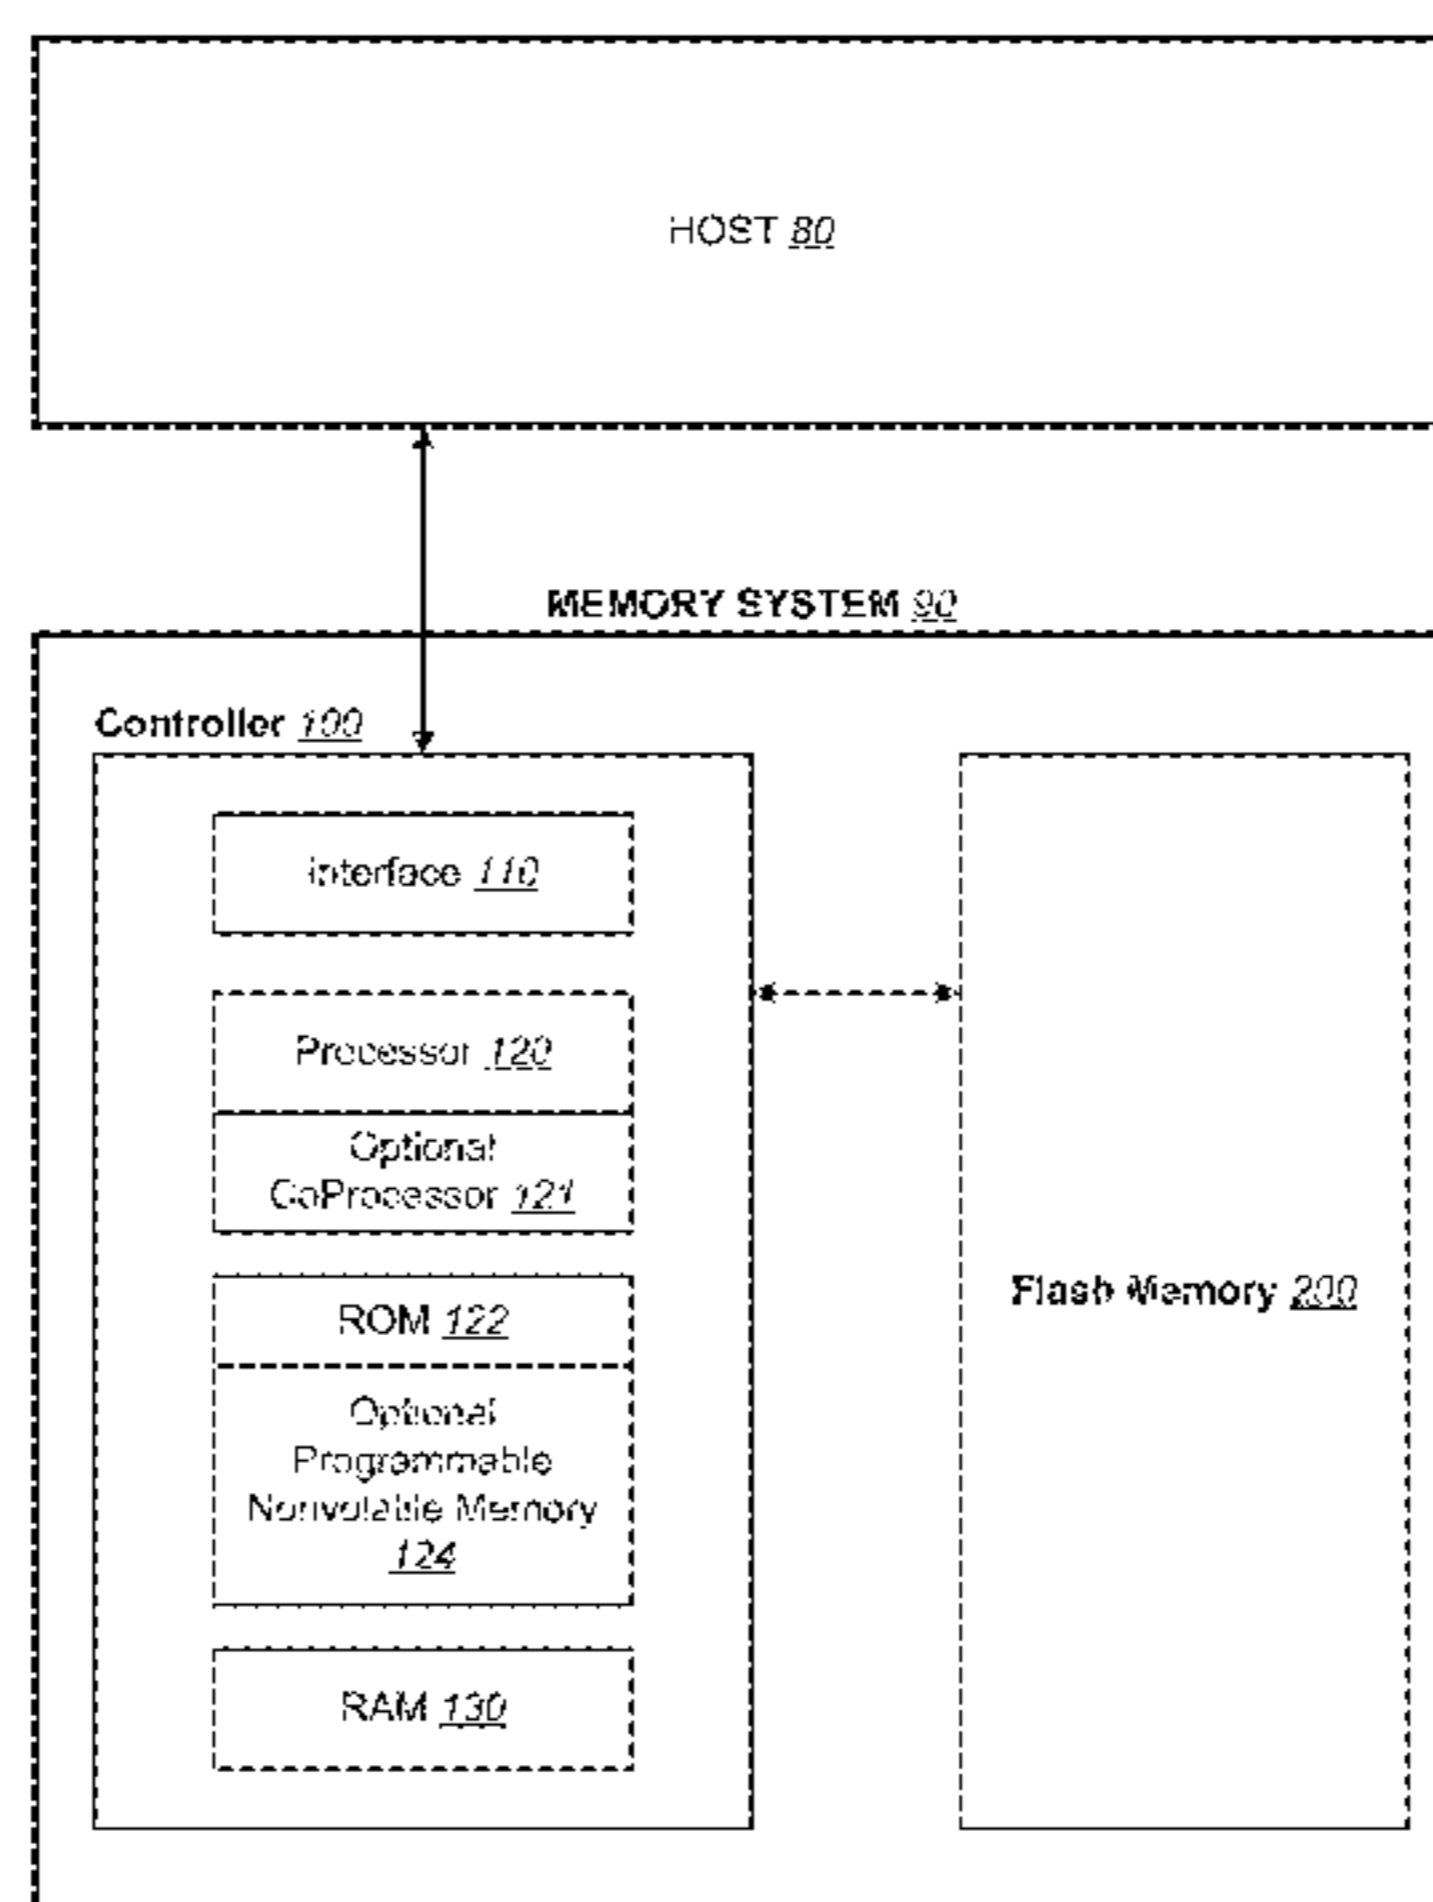 HOST 80
MEMORY SYSTEM 90
Controller 100
Interface 110
Processor 120
Optional
CoProcessor 121
ROM 122
Optional
Programmable
Nonvolatile Memory
124
RAM 130
Flash Memory 200